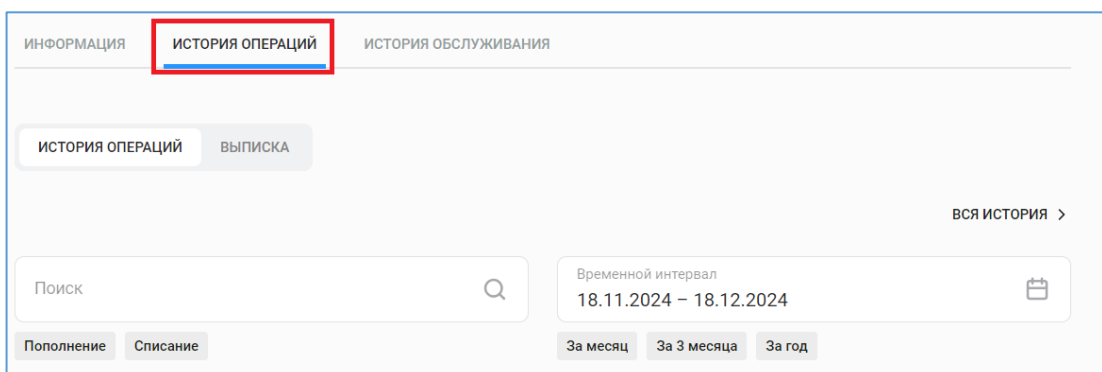 ИНФОРМАЦИЯ ИСТОРИЯ ОПЕРАЦИЙ ИСТОРИЯ ОБСЛУЖИВАНИЯ
ИСТОРИЯ ОПЕРАЦИЙ ВЫПИСКА
ВСЯ ИСТОРИЯ
Временной интервал
Поиск
18.11.2024 – 18.12.2024
Пополнение Списание За месяц За 3 месяца За год